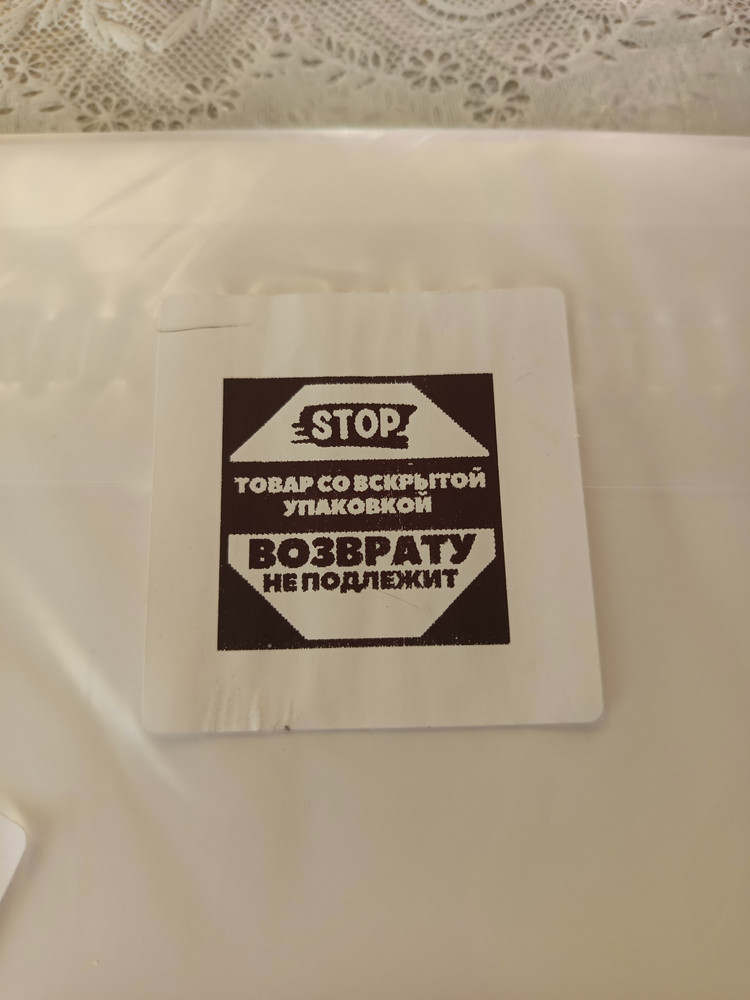 STOP
ТОВАР СО ВСКРЫТОЙ
УПАКОВКОЙ
ВОЗВРАТУ
НЕ ПОДЛЕЖИТ